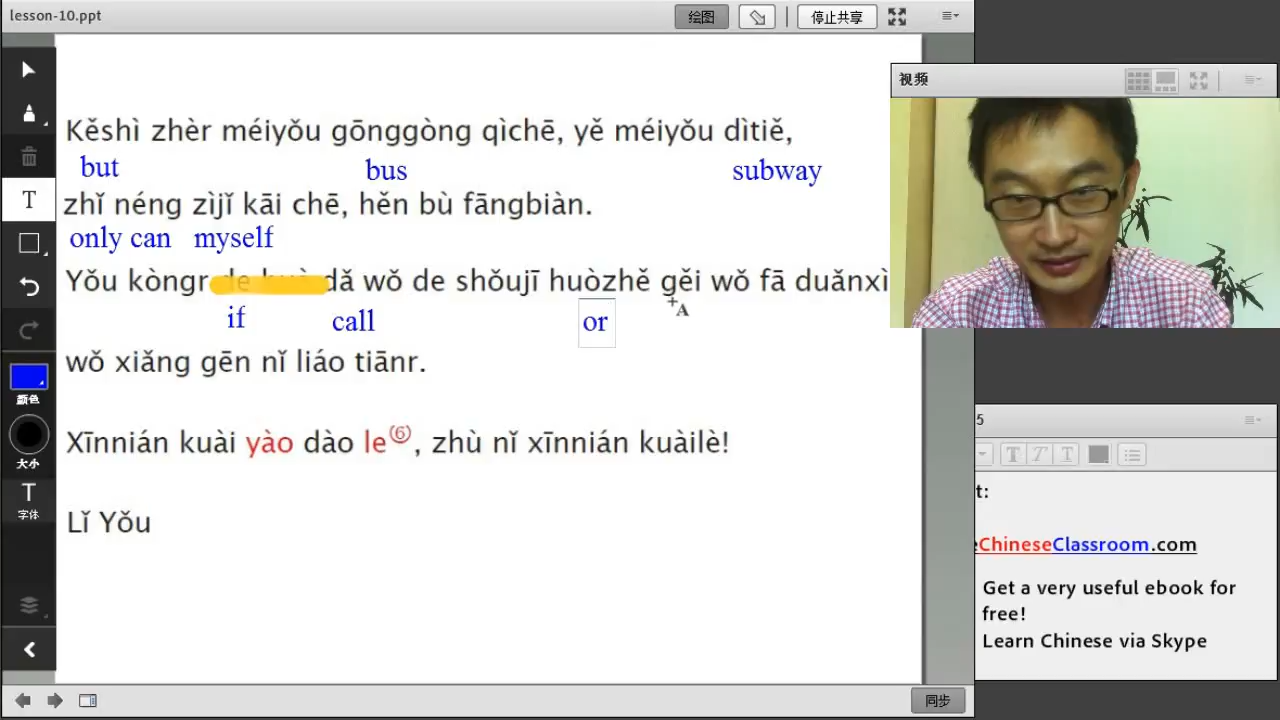 lesson-10.ppt
绘图
停止共享
视频
Kěshì zhèr méiyǒu gōnggòng qìchē, yě méiyǒu dìtiě,
but bus subway
zhǐ néng zìjǐ kāi chē, hěn bù fāngbiàn.
only can myself
Yǒu kòngr de huà dǎ wǒ de shǒujī huòzhě gěi wǒ fā duǎnxì
if call or
wǒ xiǎng gēn nǐ liáo tiānr.
Xīnnián kuài yào dào le⑥, zhù nǐ xīnnián kuàilè!
Lǐ Yǒu
T
颜色
大小
T
字体
5
T T T
t:
eChineseClassroom.com
Get a very useful ebook for
free!
Learn Chinese via Skype
同步